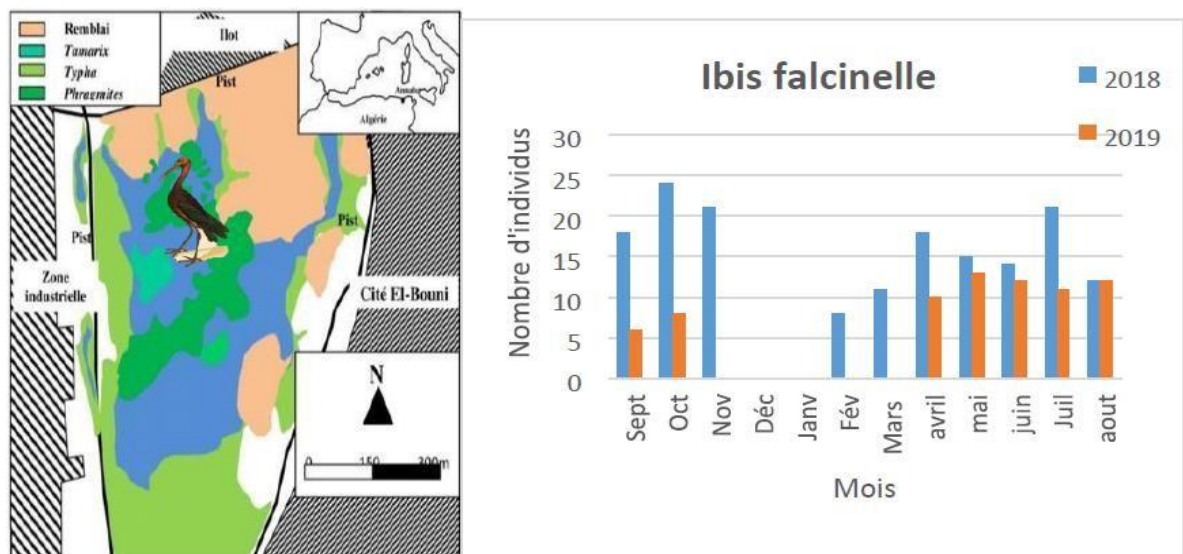 Remblai
Tamarix
Typha
Phragmites
Ilot
Pist
Annaba
Algérie
Pist
Pist
Zone
industrielle
Cité El-Bouni
N
0 150 300m
Ibis falcinelle
2018
2019
Nombre d'individus
30
25
20
15
10
5
0
Sept
Oct
Nov
Déc
Janv
Fév
Mars
avril
mai
juin
Juil
aout
Mois